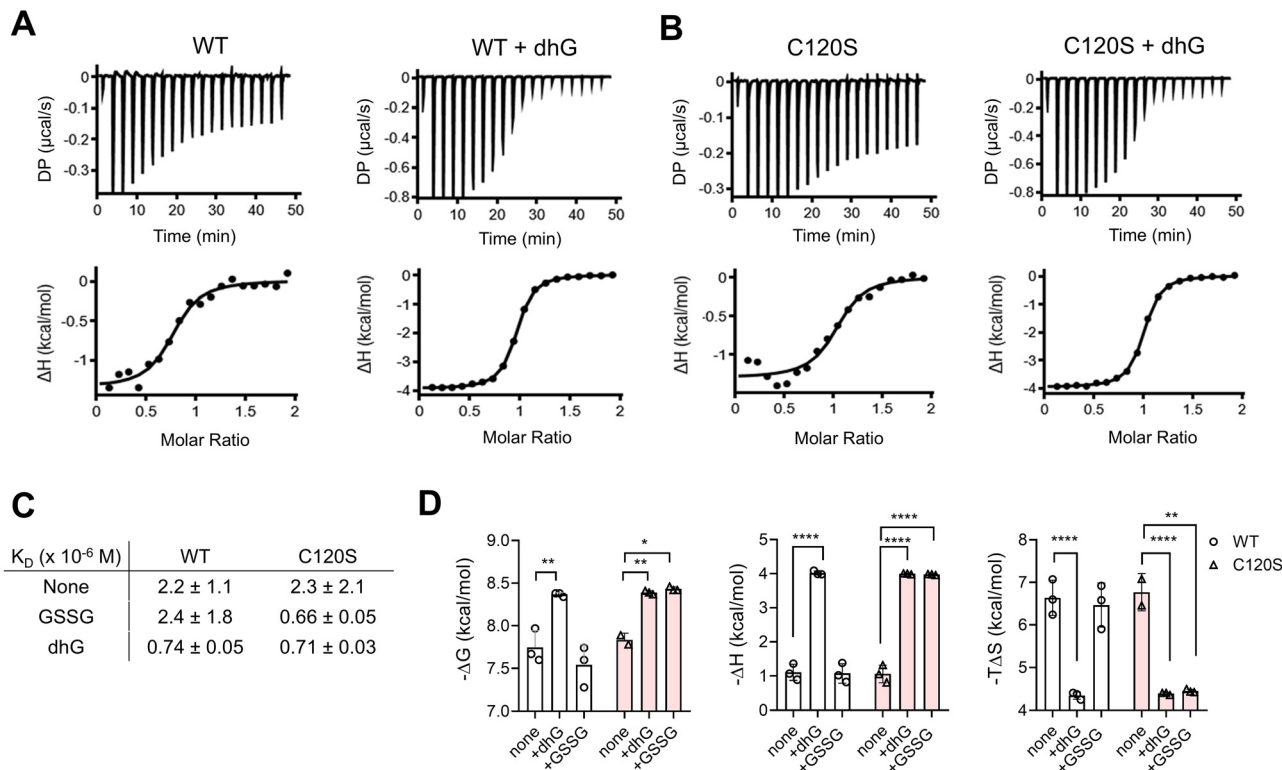 A
B
WT
WT + dhG
C120S
C120S + dhG
DP (µcal/s)
0
-0.1
-0.2
-0.3
0 10 20 30 40 50
Time (min)
DP (µcal/s)
0
-0.2
-0.4
-0.6
-0.8
0 10 20 30 40 50
Time (min)
DP (µcal/s)
0
-0.1
-0.2
-0.3
0 10 20 30 40 50
Time (min)
DP (µcal/s)
0
-0.2
-0.4
-0.6
-0.8
0 10 20 30 40 50
Time (min)
ΔH (kcal/mol)
0
-0.5
-1
0 0.5 1 1.5 2
Molar Ratio
ΔH (kcal/mol)
0
-1
-2
-3
-4
0 0.5 1 1.5 2
Molar Ratio
ΔH (kcal/mol)
0
-0.5
-1
0 0.5 1 1.5 2
Molar Ratio
ΔH (kcal/mol)
0
-1
-2
-3
-4
0 0.5 1 1.5 2
Molar Ratio
C
K_D (x 10⁻⁶ M) WT C120S
None 2.2 ± 1.1 2.3 ± 2.1
GSSG 2.4 ± 1.8 0.66 ± 0.05
dhG 0.74 ± 0.05 0.71 ± 0.03
D
-ΔG (kcal/mol)
9.0
8.5
8.0
7.5
7.0
**
*
**
none +dhG +GSSG none +dhG +GSSG
-ΔH (kcal/mol)
5
4
3
2
1
0
****
****
****
none +dhG +GSSG none +dhG +GSSG
-TΔS (kcal/mol)
8
7
6
5
4
****
**
****
none +dhG +GSSG none +dhG +GSSG
WT
C120S